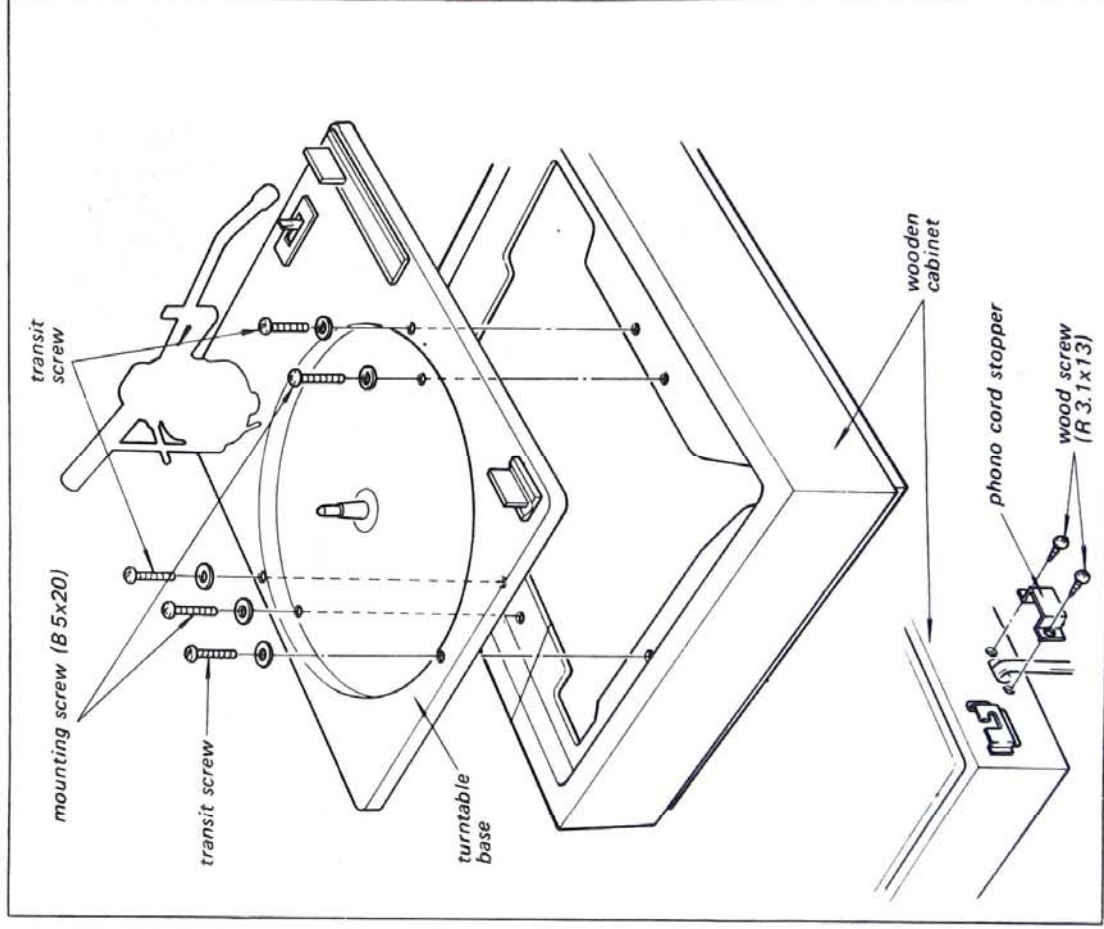 transit
screw
mounting screw (B 5x20)
transit screw
turntable
base
wooden
cabinet
phono cord stopper
wood screw
(R 3.1x13)